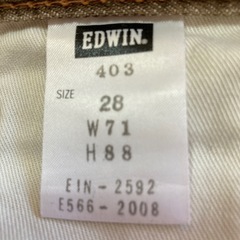 EDWIN.
403
SIZE 28
W71
H88
EIN-2592
E566-2008